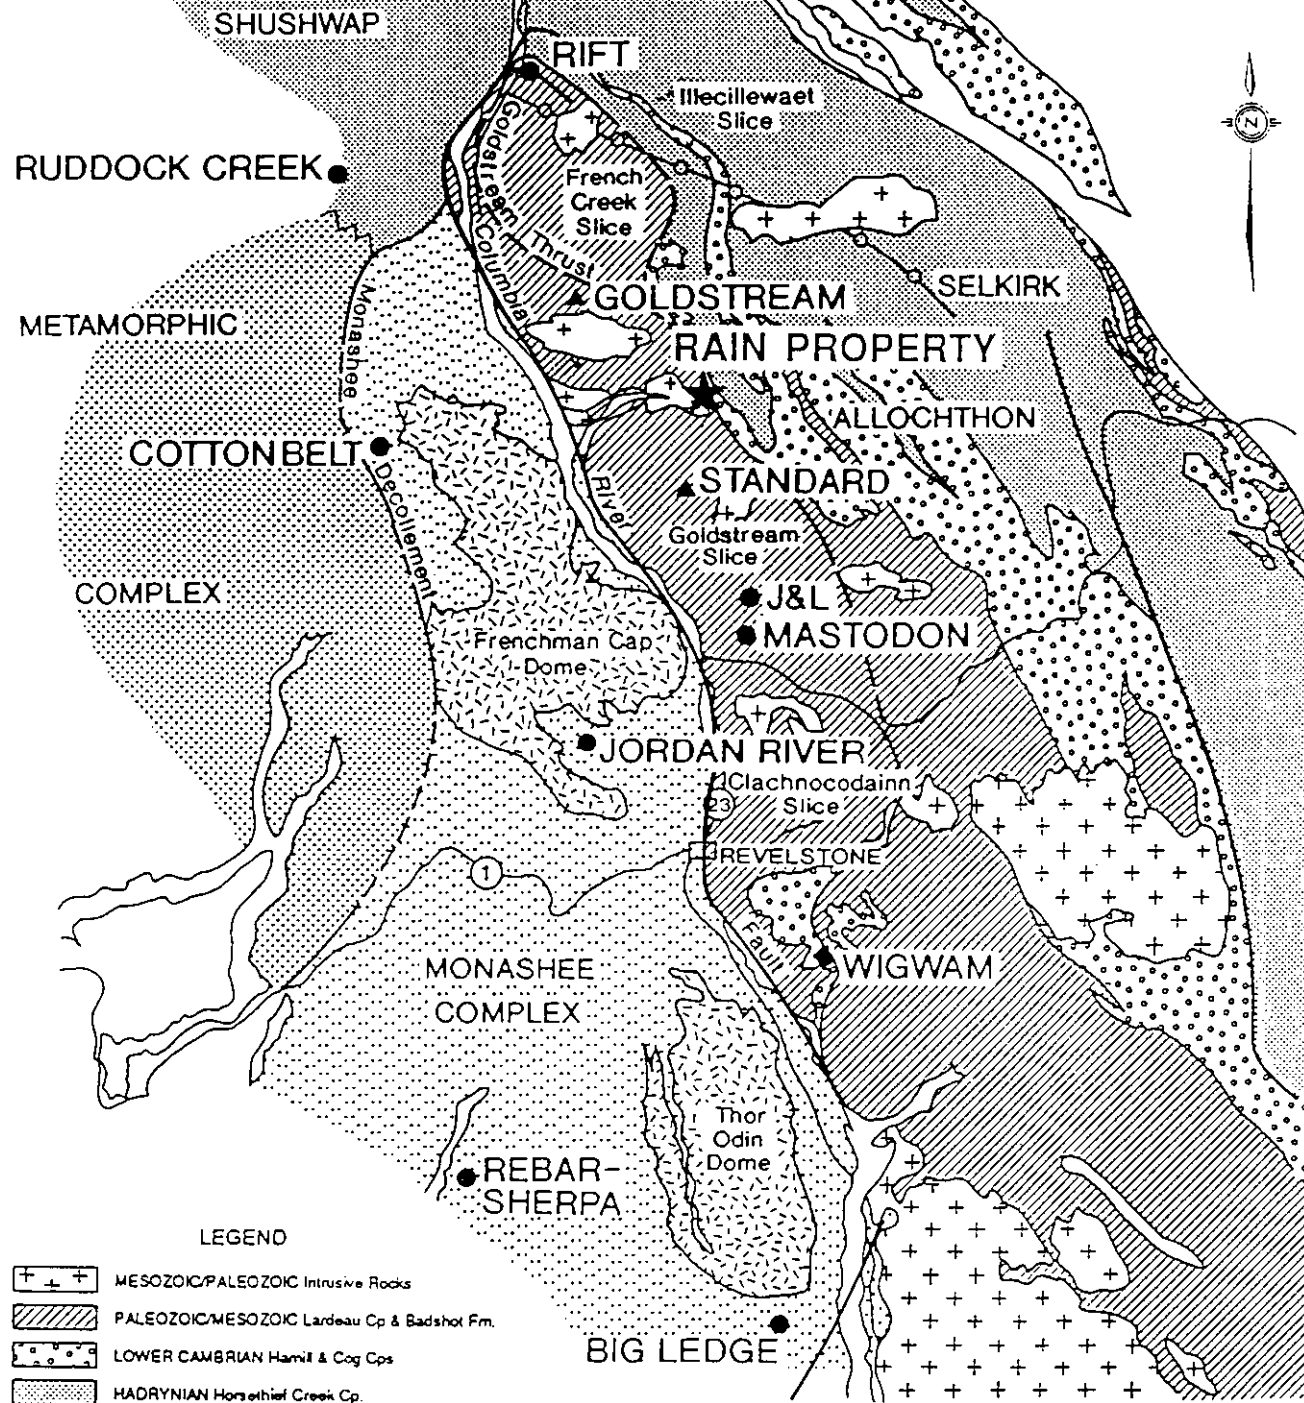 SHUSHWAP
RIFT
Illecillewaet
Slice
N
Goldstream Thrust
RUDDOCK CREEK
French
Creek
Slice
Columbia
SELKIRK
GOLDSTREAM
METAMORPHIC
Monashee
RAIN PROPERTY
ALLOCHTHON
COTTONBELT
Decollement
STANDARD
River
Goldstream
Slice
COMPLEX
J&L
MASTODON
Frenchman Cap
Dome
JORDAN RIVER
Clachnocodainn
Slice
23
REVELSTONE
1
Fault
MONASHEE
COMPLEX
WIGWAM
Thor
Odin
Dome
REBAR-
SHERPA
BIG LEDGE
LEGEND
MESOZOIC/PALEOZOIC Intrusive Rocks
PALEOZOIC/MESOZOIC Lardeau Cp & Badshot Fm.
LOWER CAMBRIAN Hamill & Cog Cps
HADRYNIAN Horsethief Creek Cp.